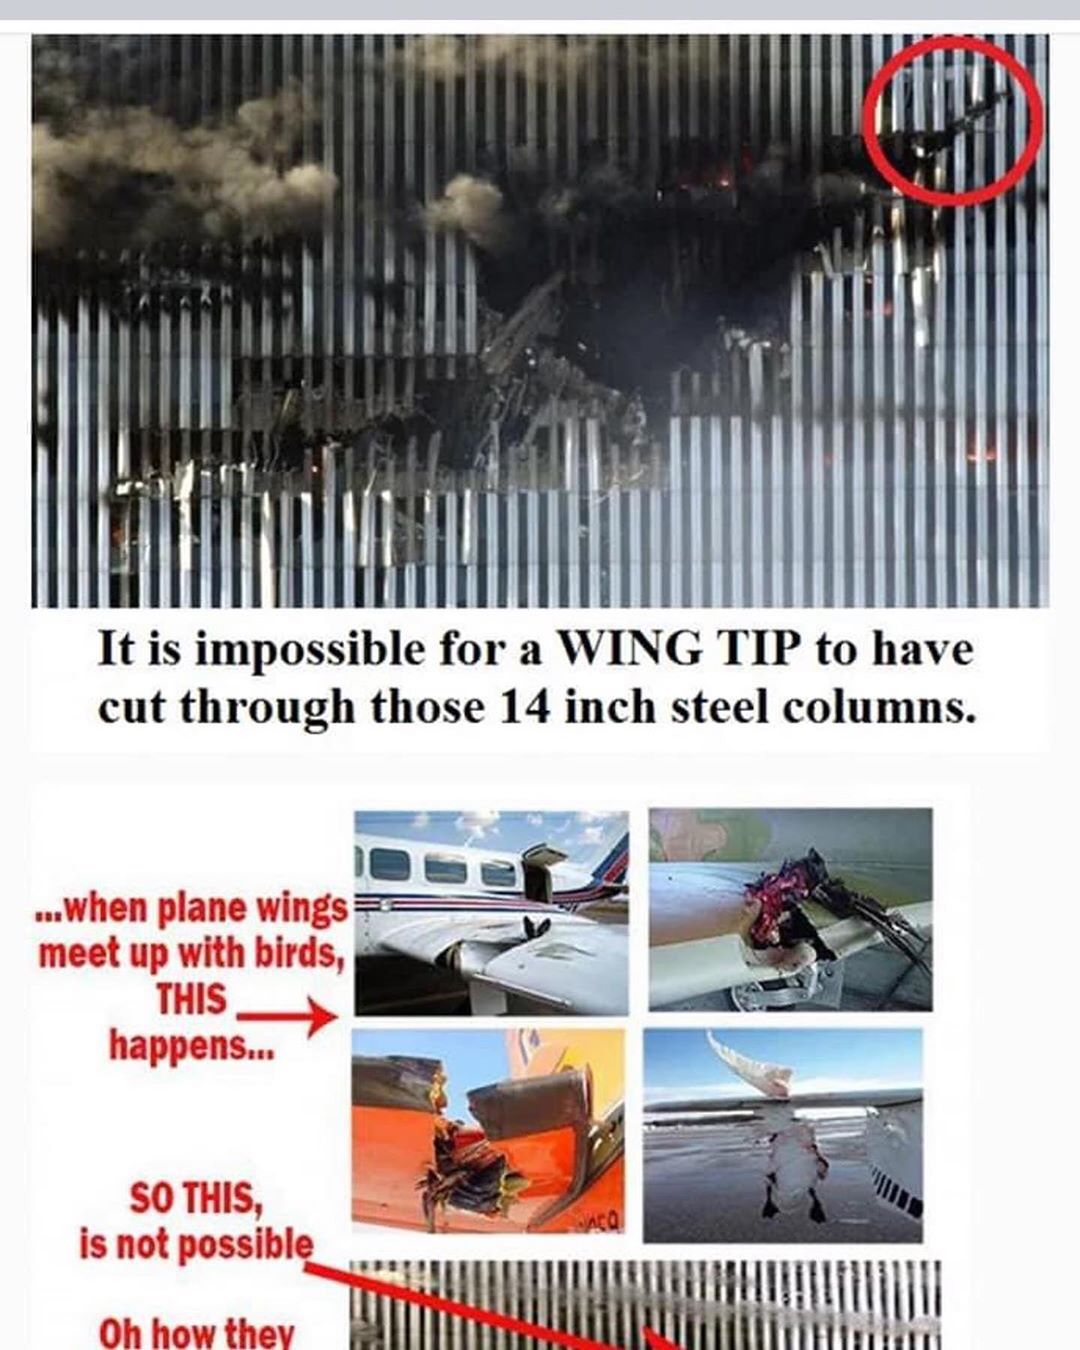 It is impossible for a WING TIP to have
cut through those 14 inch steel columns.
...when plane wings
meet up with birds,
THIS
happens...
SO THIS,
is not possible
Oh how they